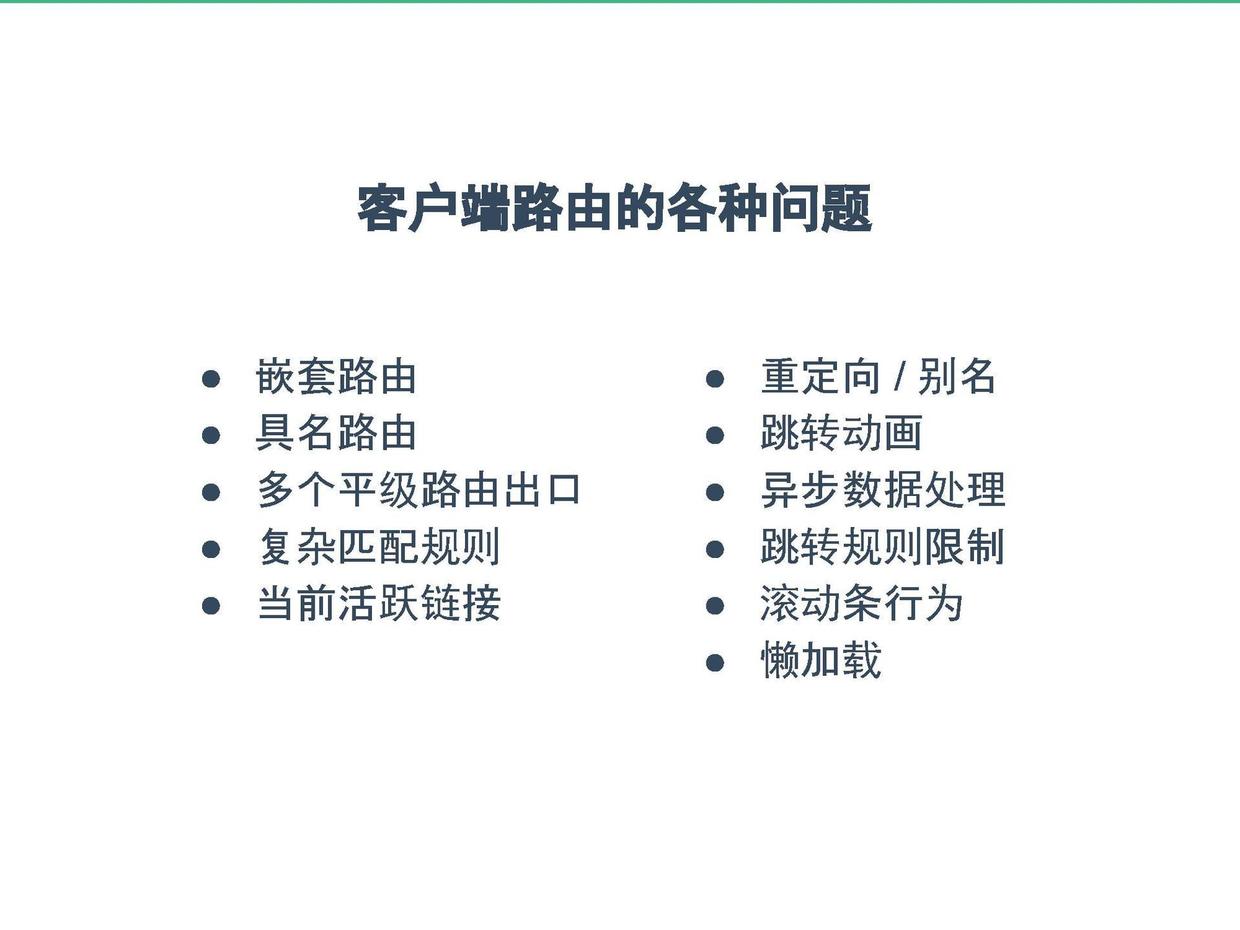 客户端路由的各种问题
● 嵌套路由
● 具名路由
● 多个平级路由出口
● 复杂匹配规则
● 当前活跃链接
● 重定向 / 别名
● 跳转动画
● 异步数据处理
● 跳转规则限制
● 滚动条行为
● 懒加载